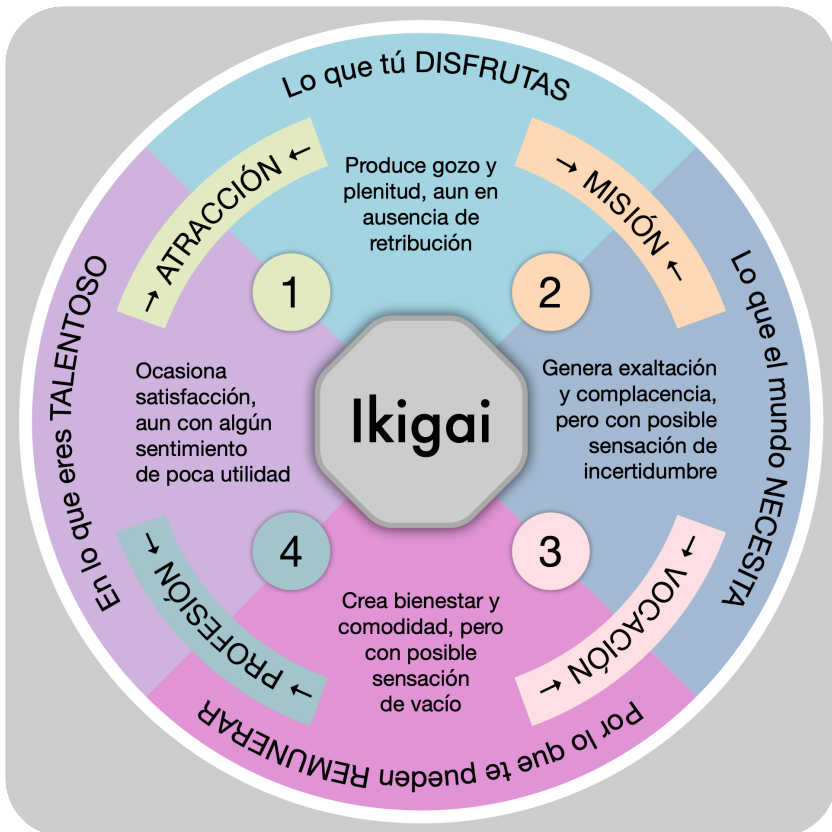 Lo que tú DISFRUTAS
→ ATRACCIÓN ←
Produce gozo y
plenitud, aun en
ausencia de
retribución
→ MISIÓN ←
1
2
En lo que eres TALENTOSO
Ocasiona
satisfacción,
aun con algún
sentimiento
de poca utilidad
Ikigai
Genera exaltación
y complacencia,
pero con posible
sensación de
incertidumbre
Lo que el mundo NECESITA
4
3
→ PROFESIÓN ←
Crea bienestar y
comodidad, pero
con posible
sensación
de vacío
→ VOCACIÓN ←
Por lo que te pueden REMUNERAR